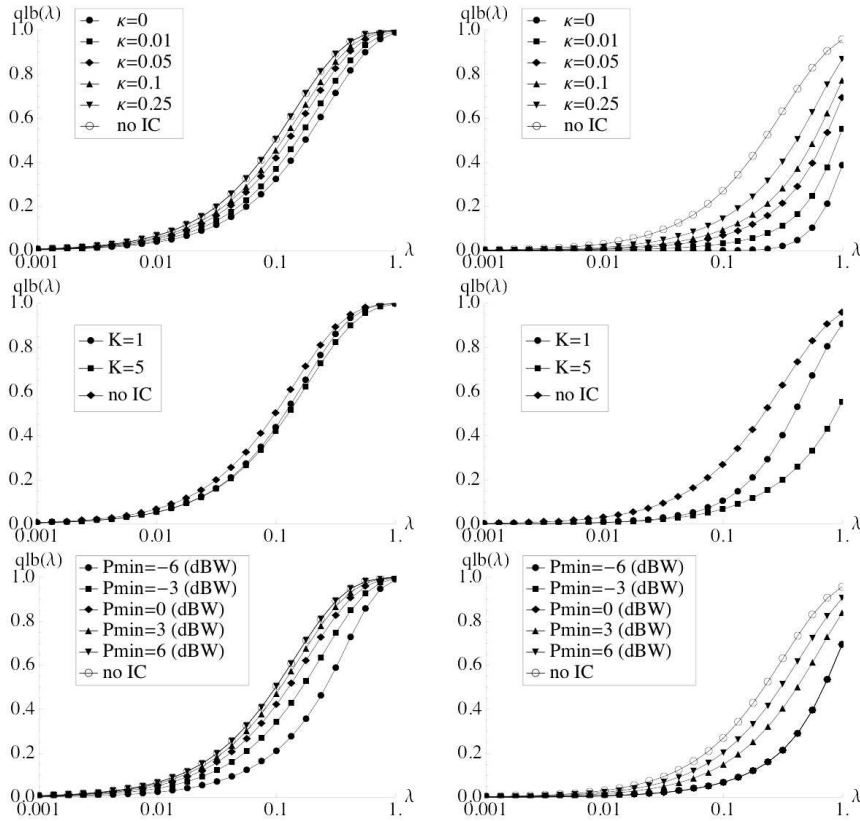 qlb(λ)
1.0
0.8
0.6
0.4
0.2
0.0
0.001
0.01
0.1
1.
λ
κ=0
κ=0.01
κ=0.05
κ=0.1
κ=0.25
no IC
qlb(λ)
1.0
0.8
0.6
0.4
0.2
0.0
0.001
0.01
0.1
1.
λ
κ=0
κ=0.01
κ=0.05
κ=0.1
κ=0.25
no IC
qlb(λ)
1.0
0.8
0.6
0.4
0.2
0.0
0.001
0.01
0.1
1.
λ
K=1
K=5
no IC
qlb(λ)
1.0
0.8
0.6
0.4
0.2
0.0
0.001
0.01
0.1
1.
λ
K=1
K=5
no IC
qlb(λ)
1.0
0.8
0.6
0.4
0.2
0.0
0.001
0.01
0.1
1.
λ
Pmin=−6 (dBW)
Pmin=−3 (dBW)
Pmin=0 (dBW)
Pmin=3 (dBW)
Pmin=6 (dBW)
no IC
qlb(λ)
1.0
0.8
0.6
0.4
0.2
0.0
0.001
0.01
0.1
1.
λ
Pmin=−6 (dBW)
Pmin=−3 (dBW)
Pmin=0 (dBW)
Pmin=3 (dBW)
Pmin=6 (dBW)
no IC